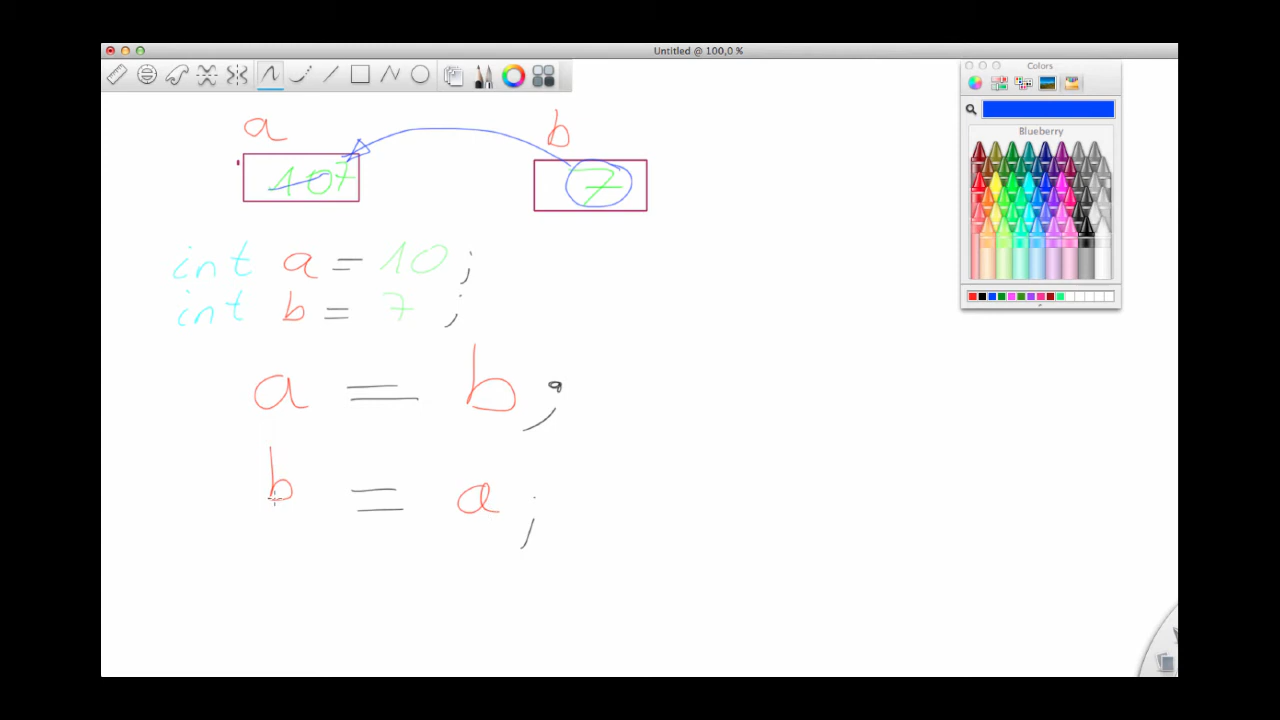 Untitled @ 100,0 %
Colors
Blueberry
a b
10 7 7
int a = 10;
int b = 7;
a = b;
b = a;